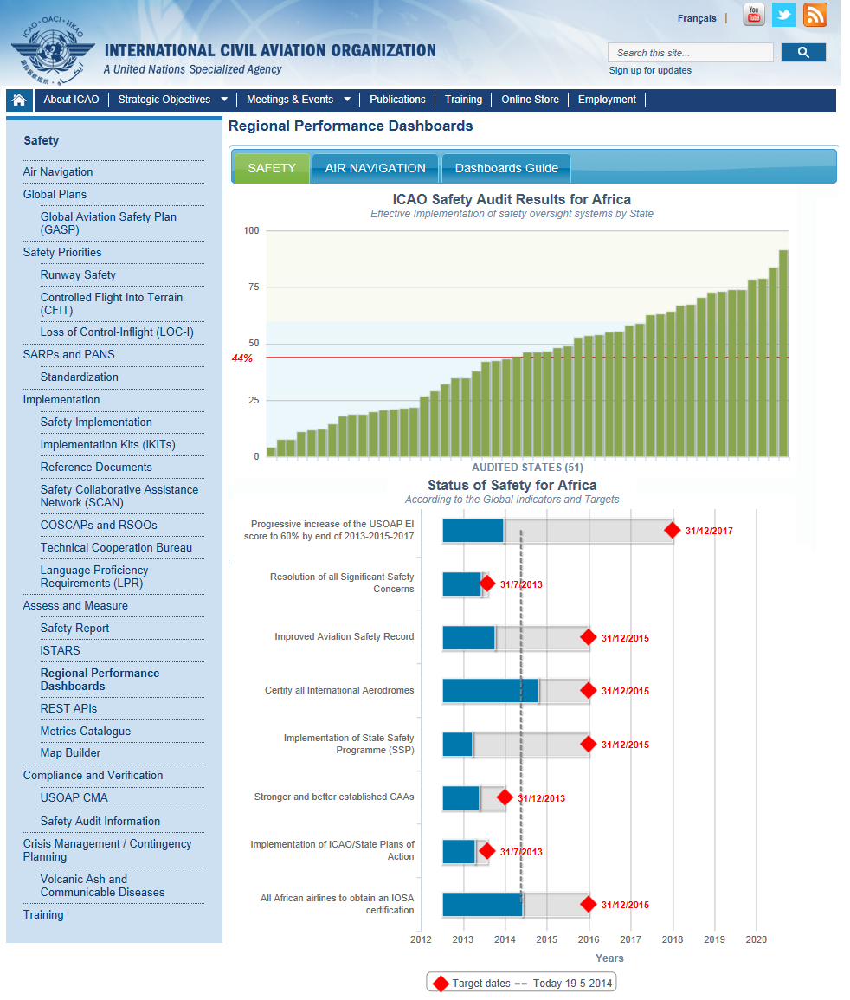 ICAO · OACI · ИКАО
Français
You
Tube
INTERNATIONAL CIVIL AVIATION ORGANIZATION
A United Nations Specialized Agency
Search this site...
Sign up for updates
About ICAO
Strategic Objectives
Meetings & Events
Publications
Training
Online Store
Employment
Safety
Air Navigation
Global Plans
Global Aviation Safety Plan
(GASP)
Safety Priorities
Runway Safety
Controlled Flight Into Terrain
(CFIT)
Loss of Control-Inflight (LOC-I)
SARPs and PANS
Standardization
Implementation
Safety Implementation
Implementation Kits (iKITs)
Reference Documents
Safety Collaborative Assistance
Network (SCAN)
COSCAPs and RSOOs
Technical Cooperation Bureau
Language Proficiency
Requirements (LPR)
Assess and Measure
Safety Report
iSTARS
Regional Performance
Dashboards
REST APIs
Metrics Catalogue
Map Builder
Compliance and Verification
USOAP CMA
Safety Audit Information
Crisis Management / Contingency
Planning
Volcanic Ash and
Communicable Diseases
Training
Regional Performance Dashboards
SAFETY
AIR NAVIGATION
Dashboards Guide
ICAO Safety Audit Results for Africa
Effective Implementation of safety oversight systems by State
100
75
50
44%
25
0
AUDITED STATES (51)
Status of Safety for Africa
According to the Global Indicators and Targets
Progressive increase of the USOAP EI
score to 60% by end of 2013-2015-2017
31/12/2017
Resolution of all Significant Safety
Concerns
31/7/2013
Improved Aviation Safety Record
31/12/2015
Certify all International Aerodromes
31/12/2015
Implementation of State Safety
Programme (SSP)
31/12/2015
Stronger and better established CAAs
31/12/2013
Implementation of ICAO/State Plans of
Action
31/7/2013
All African airlines to obtain an IOSA
certification
31/12/2015
2012 2013 2014 2015 2016 2017 2018 2019 2020
Years
Target dates
Today 19-5-2014